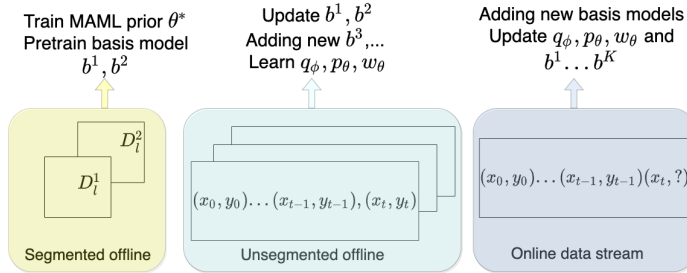 Train MAML prior θ*
Pretrain basis model
b¹, b²
Update b¹, b²
Adding new b³,...
Learn q_ϕ, p_θ, w_θ
Adding new basis models
Update q_ϕ, p_θ, w_θ and
b¹...b^K
D_l^2
D_l^1
Segmented offline
(x₀, y₀)...(x_{t−1}, y_{t−1}), (x_t, y_t)
Unsegmented offline
(x₀, y₀)...(x_{t−1}, y_{t−1})(x_t, ?)
Online data stream